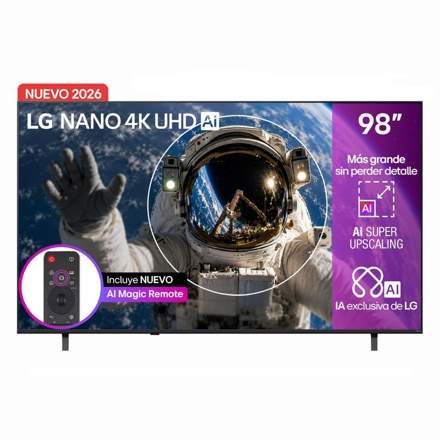 NUEVO 2026
LG NANO 4K UHD AI
98”
Más grande
sin perder detalle
AI
AI SUPER
UPSCALING
AI
IA exclusiva de LG
Incluye NUEVO
AI Magic Remote